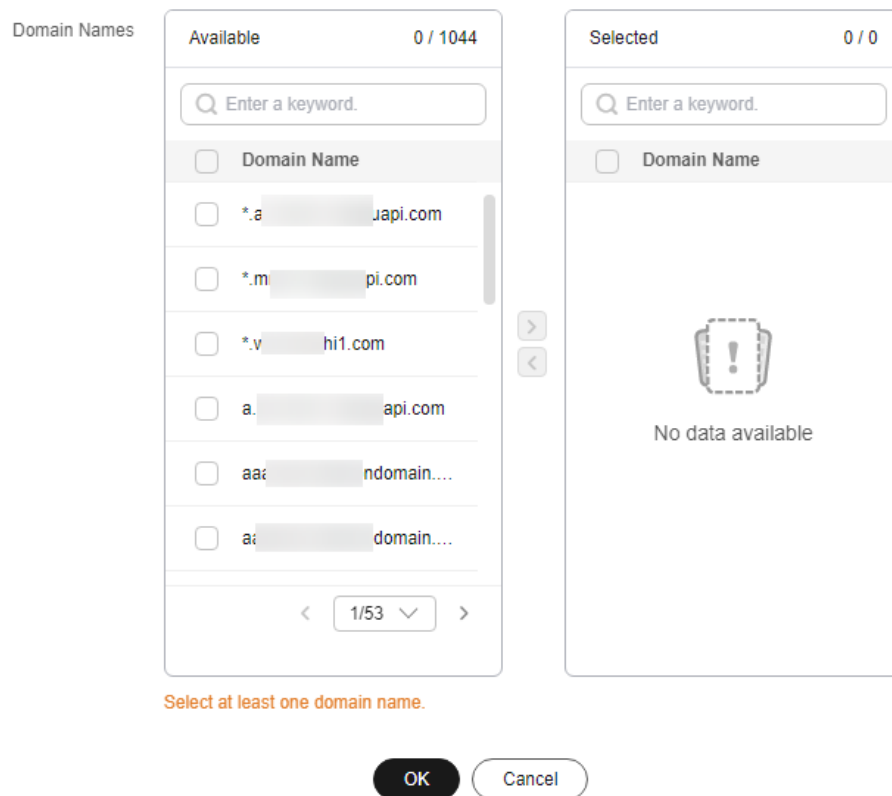 Domain Names
Available 0 / 1044
Enter a keyword.
Domain Name
*.a uapi.com
*.m pi.com
*.v hi1.com
a. api.com
aa ndomain....
a domain....
1/53
Select at least one domain name.
Selected 0 / 0
Enter a keyword.
Domain Name
No data available
OK
Cancel